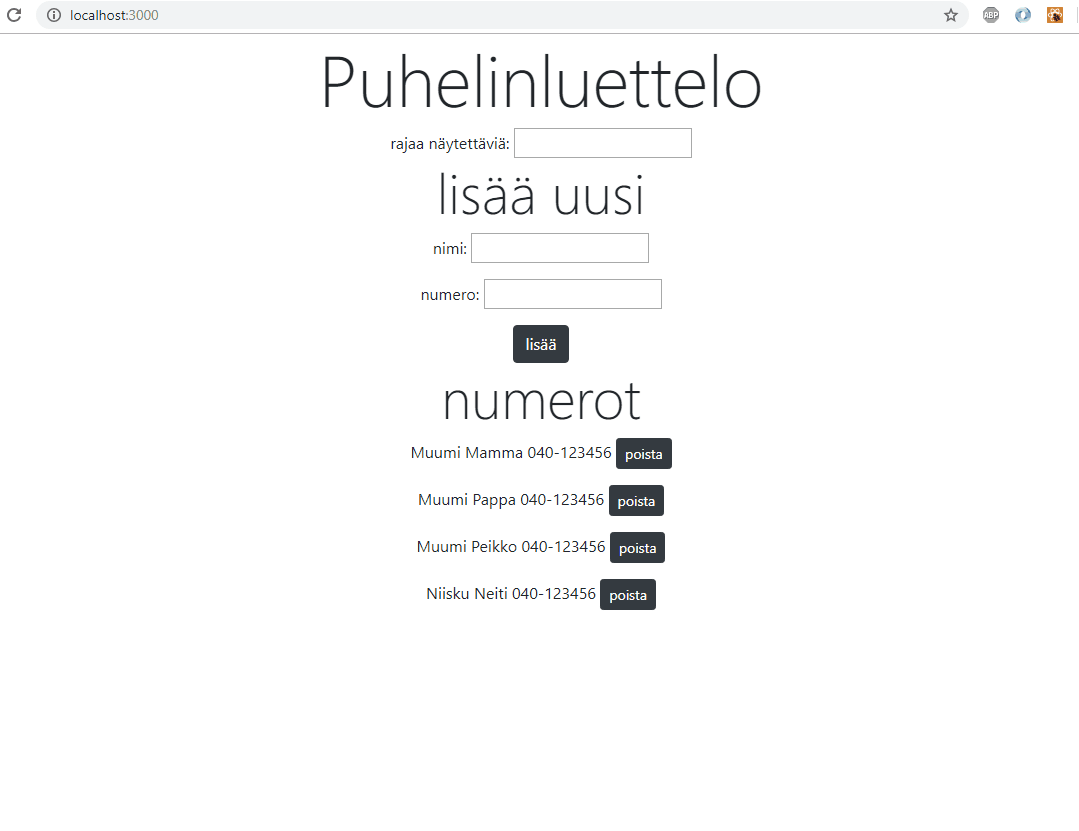 localhost:3000
ABP
Puhelinluettelo
rajaa näytettäviä:
lisää uusi
nimi:
numero:
lisää
numerot
Muumi Mamma 040-123456 poista
Muumi Pappa 040-123456 poista
Muumi Peikko 040-123456 poista
Niisku Neiti 040-123456 poista